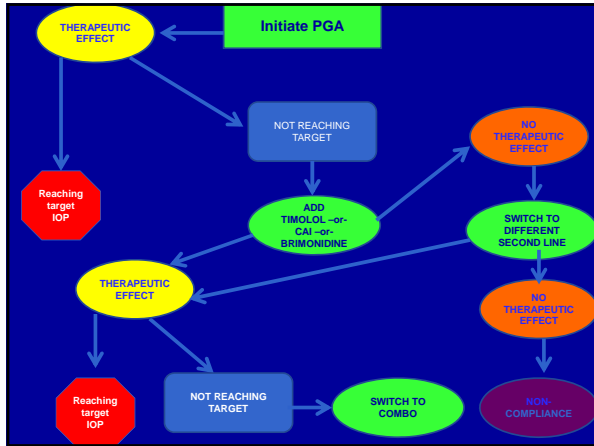 Initiate PGA
THERAPEUTIC
EFFECT
NOT REACHING
TARGET
NO
THERAPEUTIC
EFFECT
Reaching
target
IOP
ADD
TIMOLOL –or-
CAI –or-
BRIMONIDINE
SWITCH TO
DIFFERENT
SECOND LINE
THERAPEUTIC
EFFECT
NO
THERAPEUTIC
EFFECT
Reaching
target
IOP
NOT REACHING
TARGET
SWITCH TO
COMBO
NON-
COMPLIANCE